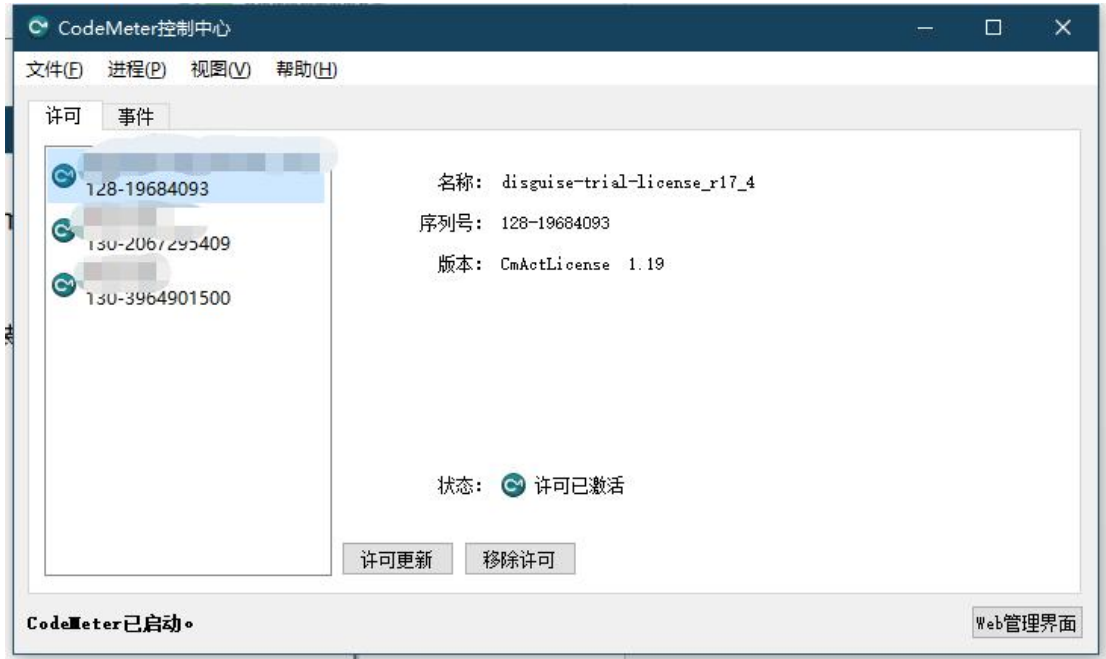 CodeMeter控制中心
文件(F) 进程(P) 视图(V) 帮助(H)
许可 事件
128-19684093
130-2067295409
130-3964901500
名称: disguise-trial-license_r17_4
序列号: 128-19684093
版本: CmActLicense 1.19
状态: 许可已激活
许可更新 移除许可
CodeMeter已启动。
Web管理界面